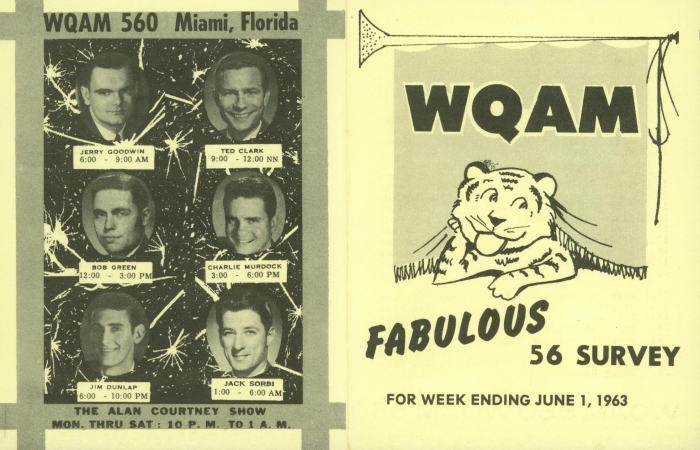 WQAM 560 Miami, Florida
JERRY GOODWIN
6:00 - 9:00 AM
TED CLARK
9:00 - 12:00 NN
BOB GREEN
12:00 - 3:00 PM
CHARLIE MURDOCK
3:00 - 6:00 PM
JIM DUNLAP
6:00 - 10:00 PM
JACK SORBI
1:00 - 6:00 AM
THE ALAN COURTNEY SHOW
MON. THRU SAT : 10 P. M. TO 1 A. M.
WQAM
FABULOUS
56 SURVEY
FOR WEEK ENDING JUNE 1, 1963